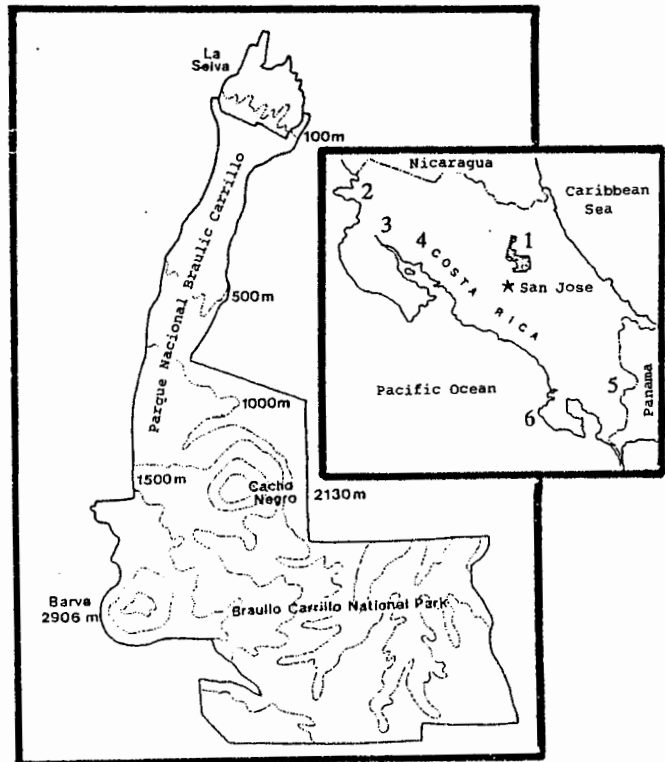 La
Selva
100m
Parque Nacional Braulic Carrillo
500m
1000m
1500m
Cacho
Negro
2130m
Barva
2906 m
Braulio Carrillo National Park
Nicaragua
Caribbean
Sea
2
3
4
1
COSTA RICA
San Jose
Pacific Ocean
5
6
Panama